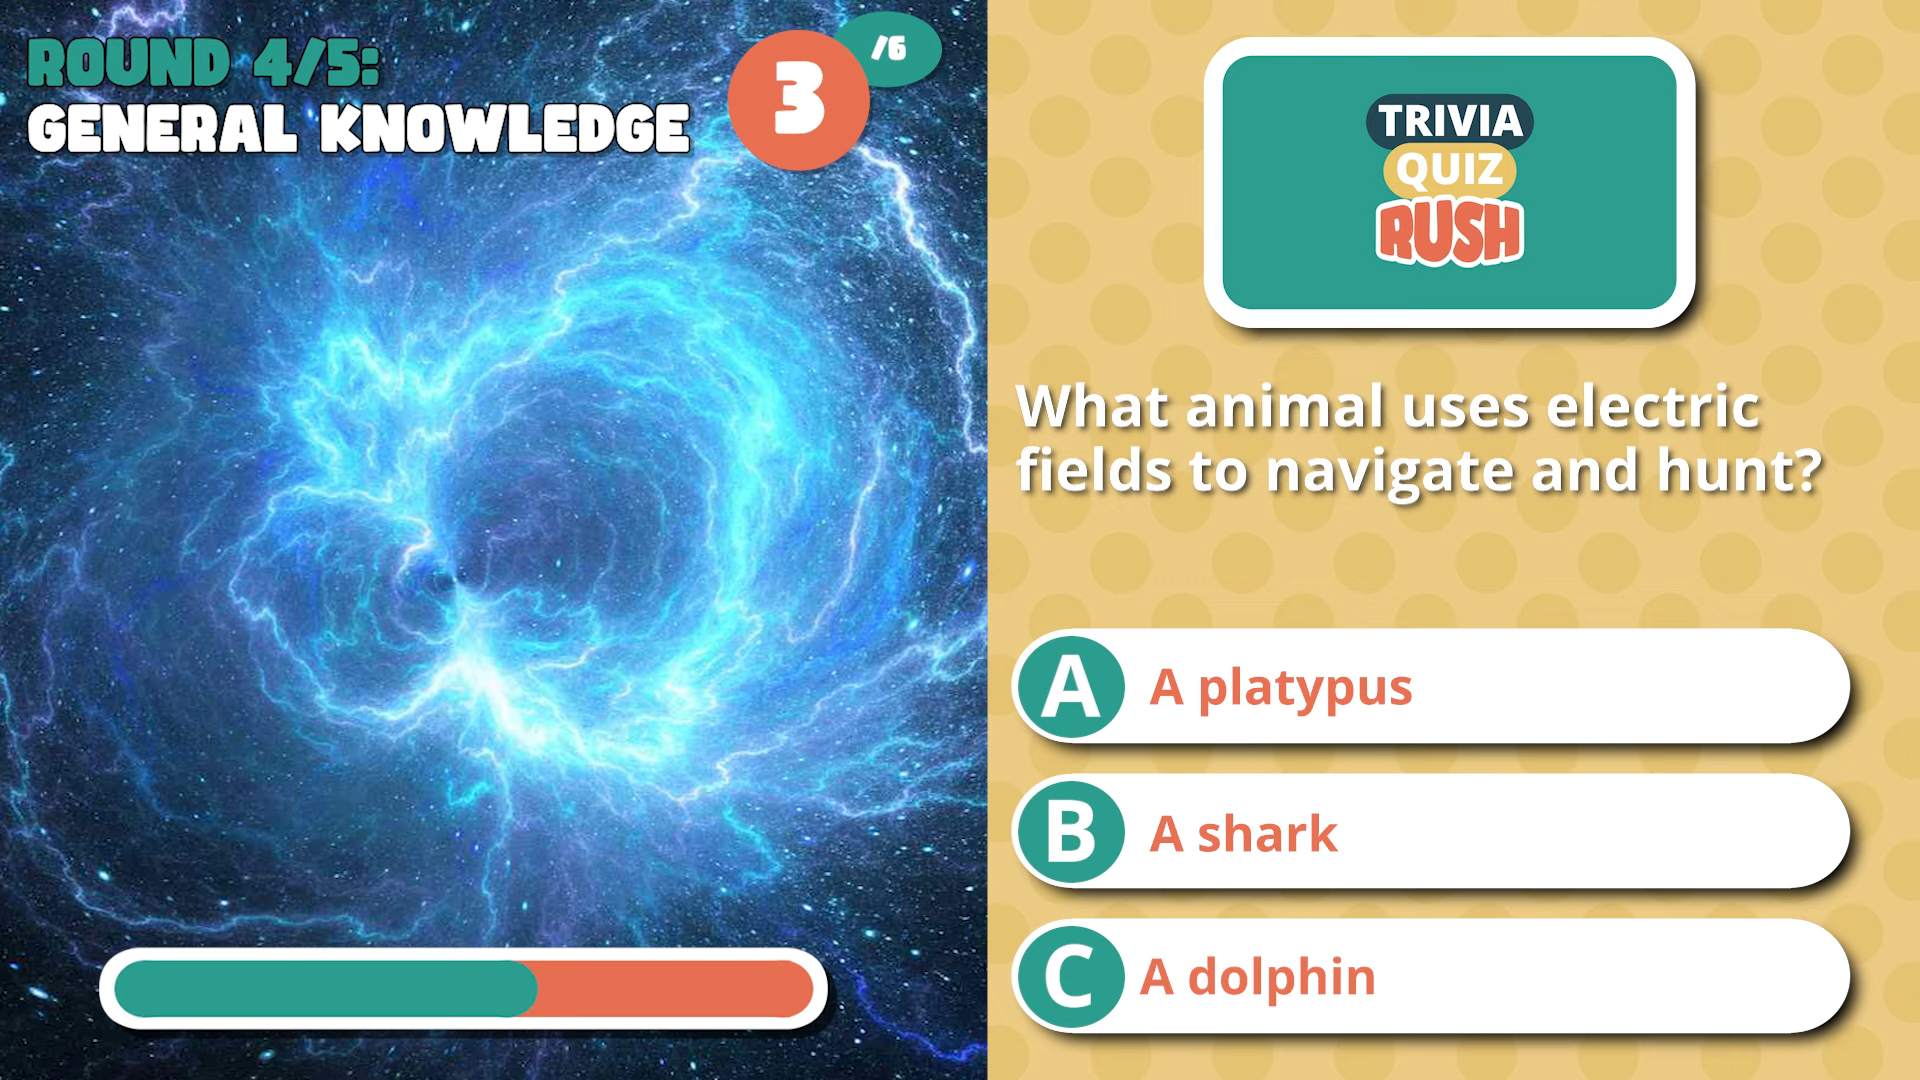 ROUND 4/5:
GENERAL KNOWLEDGE
3
/6
TRIVIA
QUIZ
RUSH
What animal uses electric
fields to navigate and hunt?
A A platypus
B A shark
C A dolphin